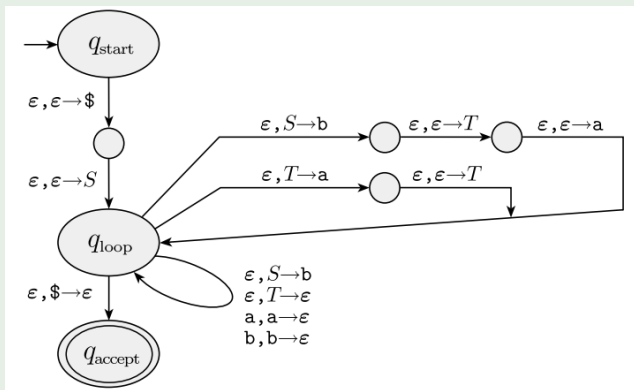 q_start
ε,ε→$
ε,S→b
ε,ε→T
ε,ε→a
ε,ε→S
ε,T→a
ε,ε→T
q_loop
ε,S→b
ε,T→ε
a,a→ε
b,b→ε
ε,$→ε
q_accept